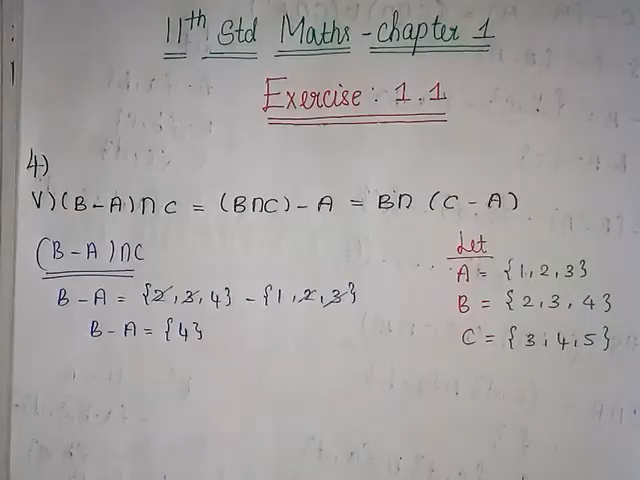 11th Std Maths - chapter 1
Exercise : 1.1
4)
V) (B - A) ∩ C = (B∩C) - A = B∩ (C - A)
(B - A) ∩C
B - A = {2, 3, 4} - {1, 2, 3}
B - A = {4}
Let
A = {1, 2, 3}
B = {2, 3, 4}
C = {3, 4, 5}